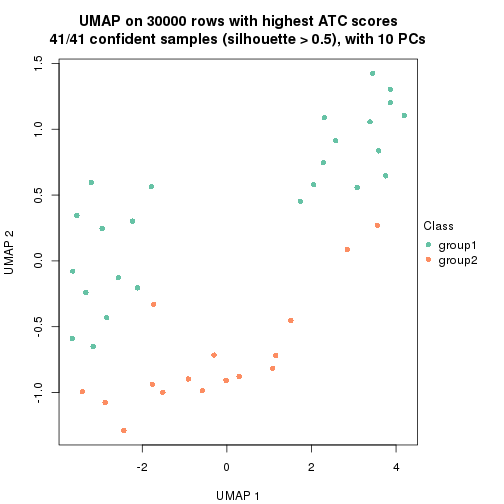 UMAP on 30000 rows with highest ATC scores
41/41 confident samples (silhouette > 0.5), with 10 PCs
1.5
1.0
0.5
0.0
-0.5
-1.0
UMAP 2
-2
0
2
4
UMAP 1
Class
group1
group2